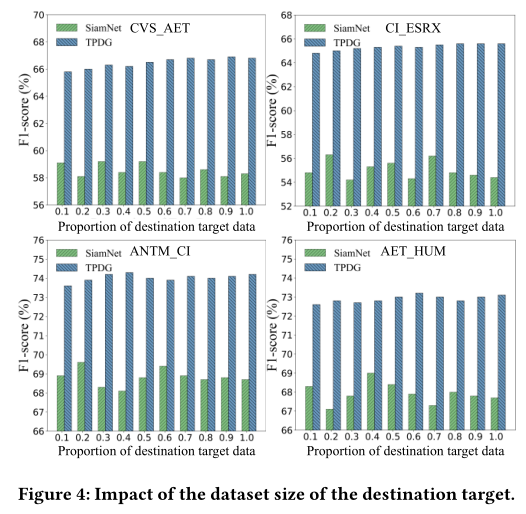 CVS_AET
SiamNet
TPDG
F1-score (%)
70
68
66
64
62
60
58
56
0.1 0.2 0.3 0.4 0.5 0.6 0.7 0.8 0.9 1.0
Proportion of destination target data
CI_ESRX
SiamNet
TPDG
F1-score (%)
68
66
64
62
60
58
56
54
52
0.1 0.2 0.3 0.4 0.5 0.6 0.7 0.8 0.9 1.0
Proportion of destination target data
ANTM_CI
SiamNet
TPDG
F1-score (%)
76
75
74
73
72
71
70
69
68
67
66
0.1 0.2 0.3 0.4 0.5 0.6 0.7 0.8 0.9 1.0
Proportion of destination target data
AET_HUM
SiamNet
TPDG
F1-score (%)
76
75
74
73
72
71
70
69
68
67
66
0.1 0.2 0.3 0.4 0.5 0.6 0.7 0.8 0.9 1.0
Proportion of destination target data
Figure 4: Impact of the dataset size of the destination target.